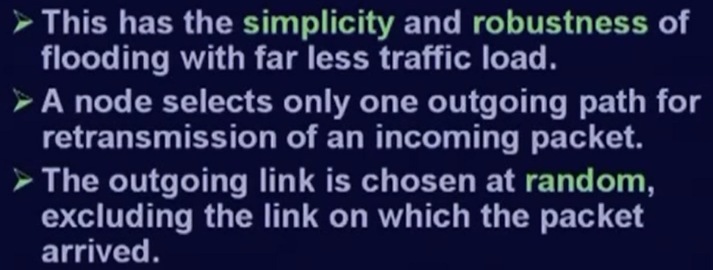 This has the simplicity and robustness of
flooding with far less traffic load.
A node selects only one outgoing path for
retransmission of an incoming packet.
The outgoing link is chosen at random,
excluding the link on which the packet
arrived.